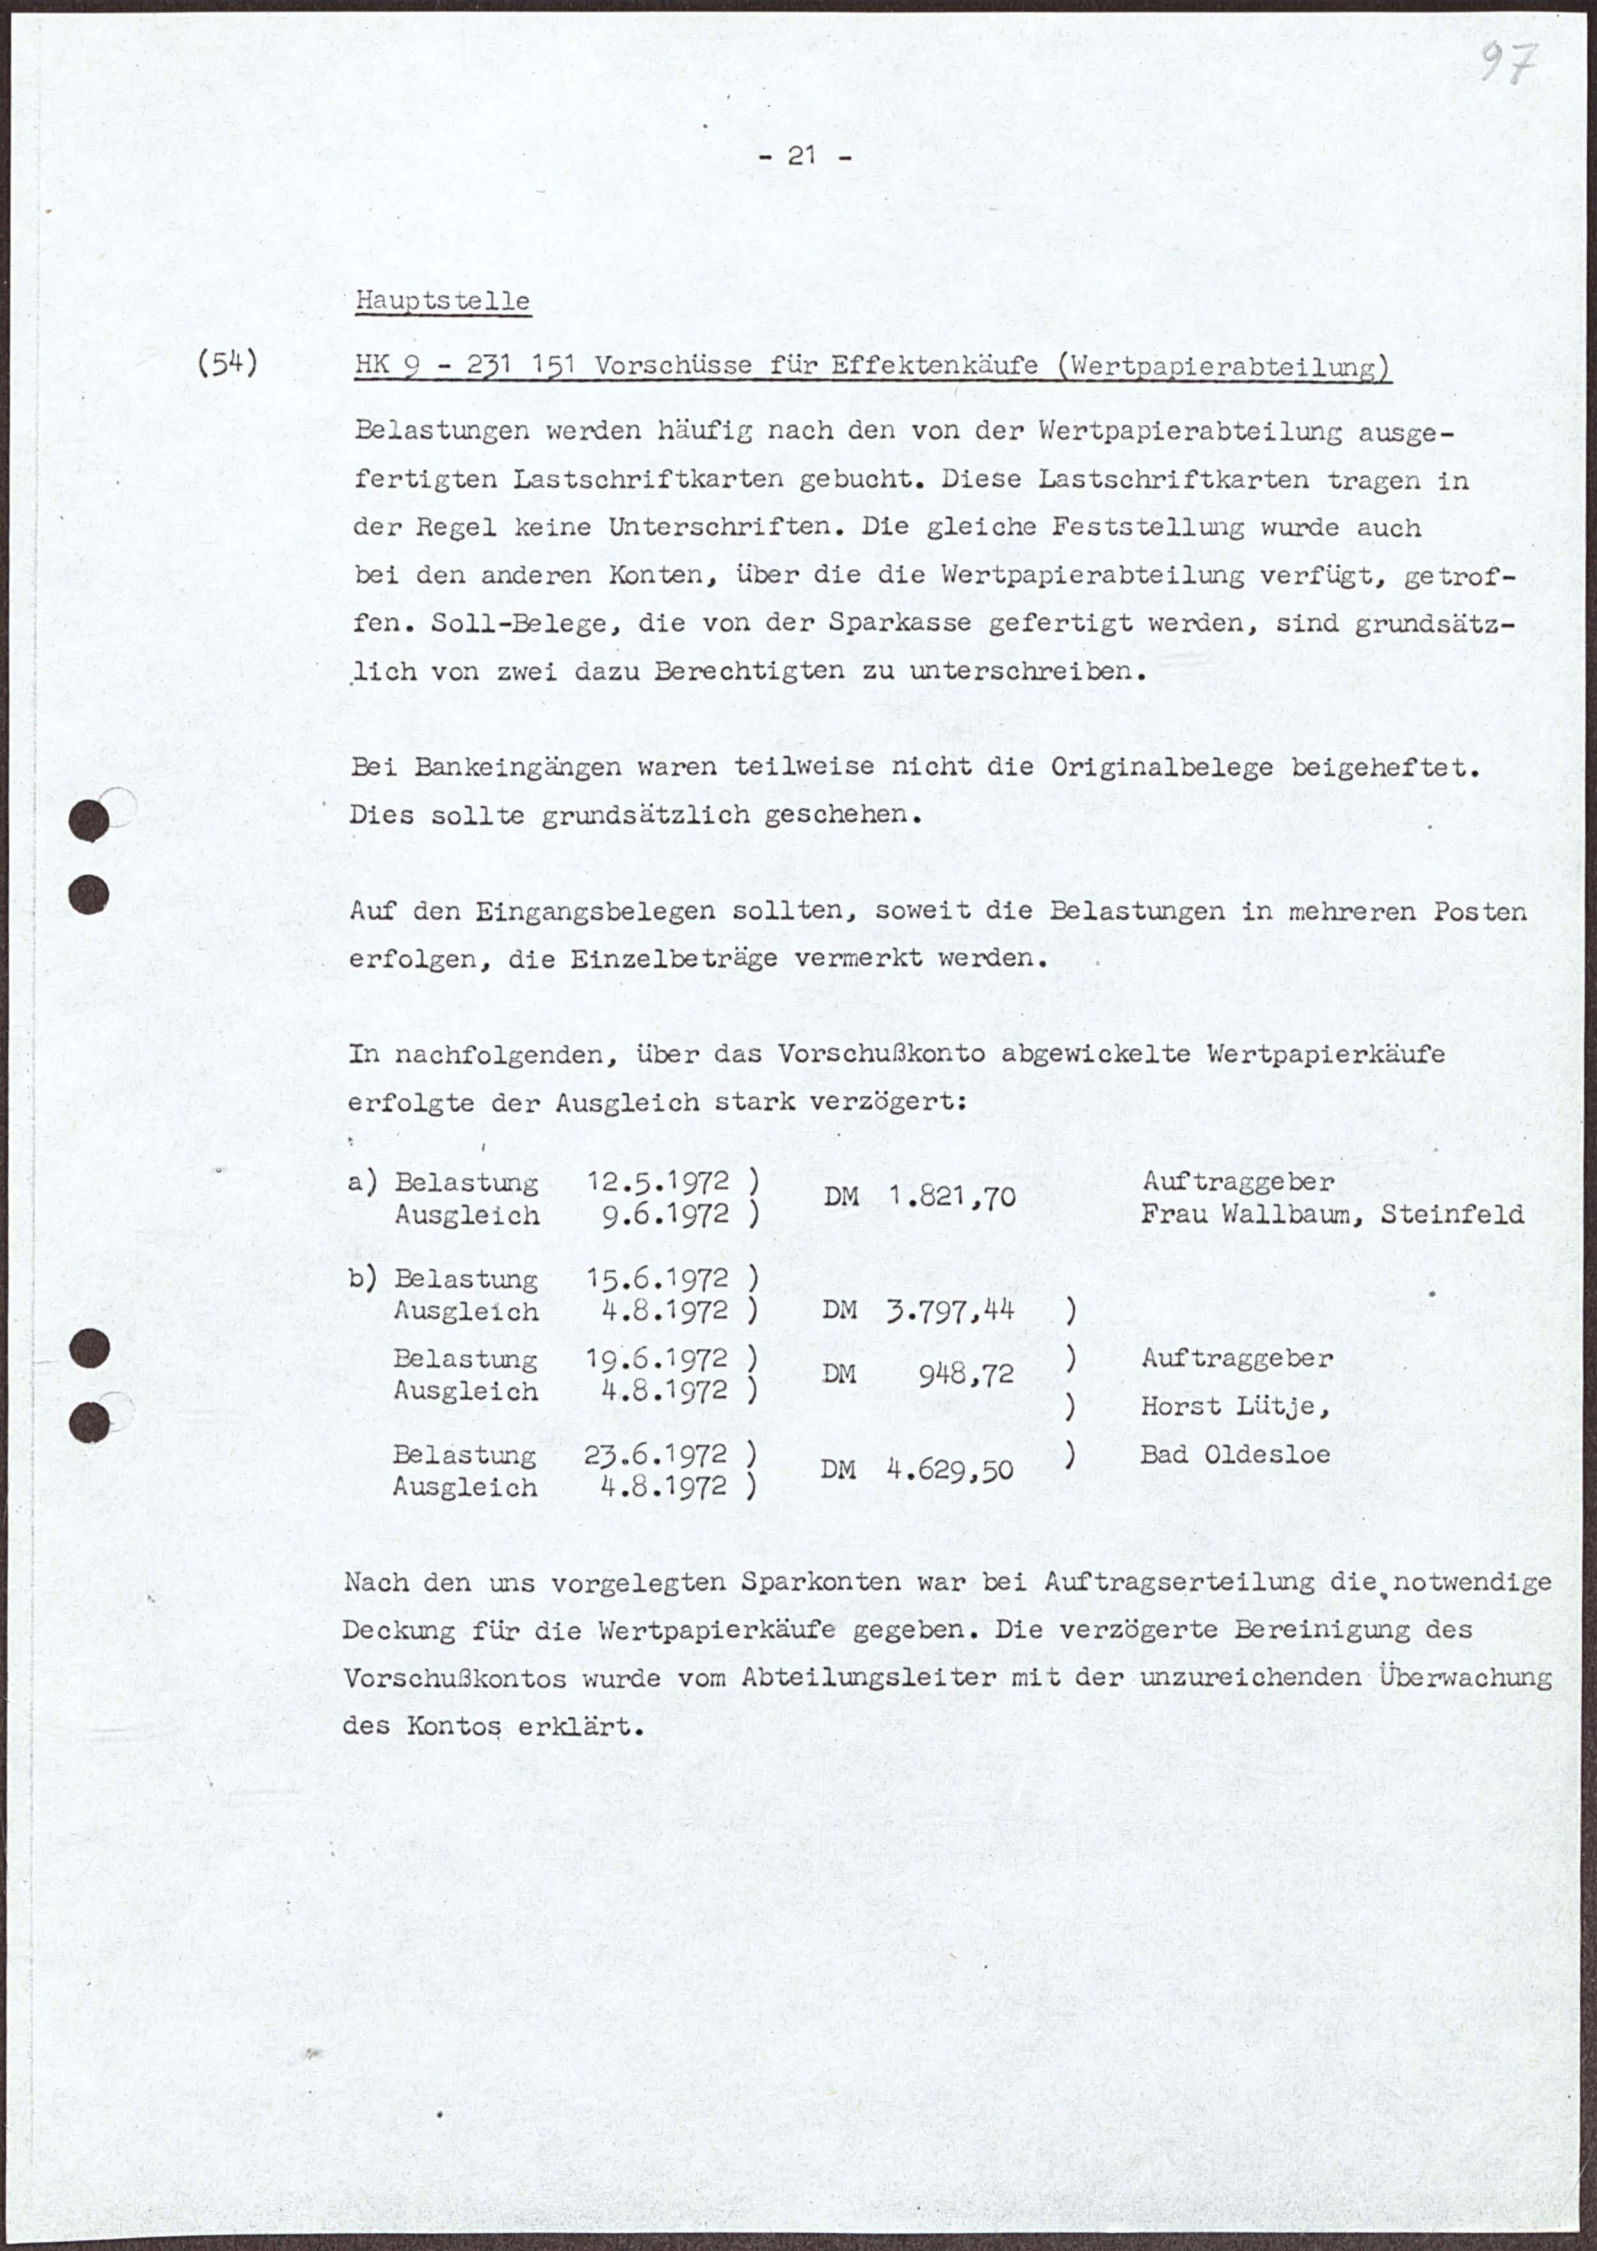 97
- 21 -
Hauptstelle
(54) HK 9 - 231 151 Vorschüsse für Effektenkäufe (Wertpapierabteilung)
Belastungen werden häufig nach den von der Wertpapierabteilung ausge-
fertigten Lastschriftkarten gebucht. Diese Lastschriftkarten tragen in
der Regel keine Unterschriften. Die gleiche Feststellung wurde auch
bei den anderen Konten, über die die Wertpapierabteilung verfügt, getrof-
fen. Soll-Belege, die von der Sparkasse gefertigt werden, sind grundsätz-
lich von zwei dazu Berechtigten zu unterschreiben.
Bei Bankeingängen waren teilweise nicht die Originalbelege beigeheftet.
Dies sollte grundsätzlich geschehen.
Auf den Eingangsbelegen sollten, soweit die Belastungen in mehreren Posten
erfolgen, die Einzelbeträge vermerkt werden.
In nachfolgenden, über das Vorschußkonto abgewickelte Wertpapierkäufe
erfolgte der Ausgleich stark verzögert:
a) Belastung 12.5.1972 ) Auftraggeber
DM 1.821,70
Ausgleich 9.6.1972 ) Frau Wallbaum, Steinfeld
b) Belastung 15.6.1972 )
Ausgleich 4.8.1972 ) DM 3.797,44 )
Belastung 19.6.1972 ) ) Auftraggeber
DM 948,72
Ausgleich 4.8.1972 )
) Horst Lütje,
Belastung 23.6.1972 ) ) Bad Oldesloe
DM 4.629,50
Ausgleich 4.8.1972 )
Nach den uns vorgelegten Sparkonten war bei Auftragserteilung die notwendige
Deckung für die Wertpapierkäufe gegeben. Die verzögerte Bereinigung des
Vorschußkontos wurde vom Abteilungsleiter mit der unzureichenden Überwachung
des Kontos erklärt.